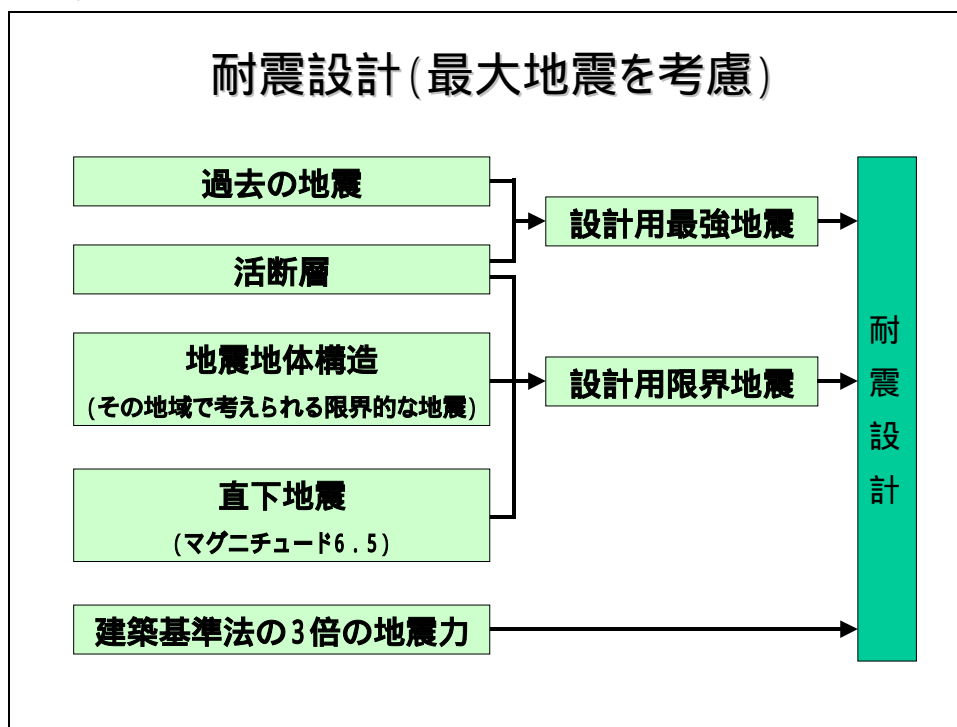 耐震設計(最大地震を考慮)
過去の地震
活断層
地震地体構造
(その地域で考えられる限界的な地震)
直下地震
(マグニチュード6.5)
建築基準法の3倍の地震力
設計用最強地震
設計用限界地震
耐震設計